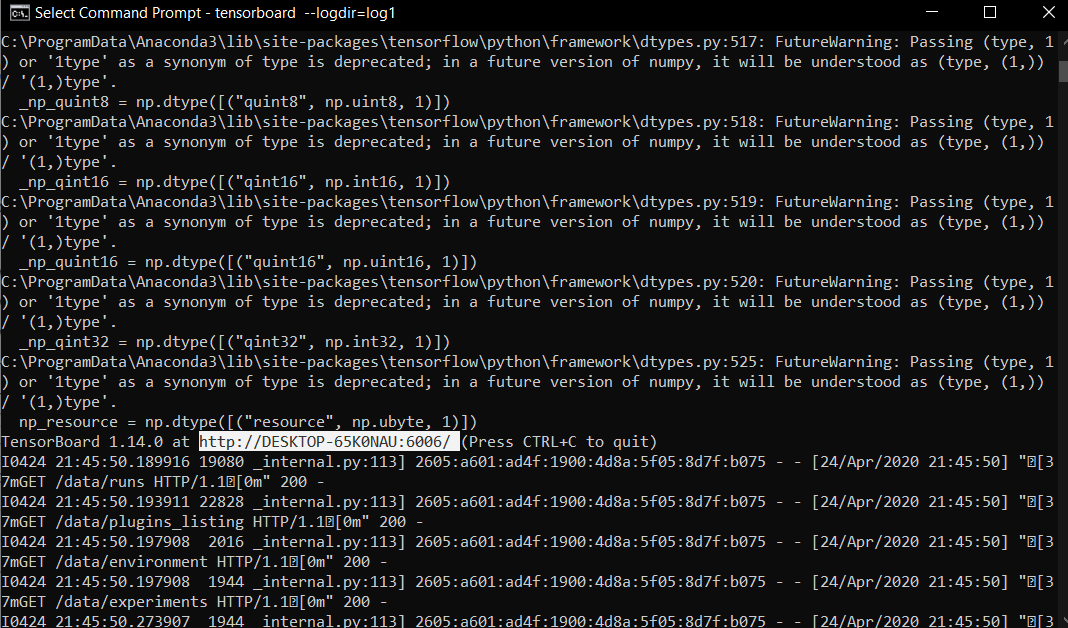 Select Command Prompt - tensorboard  --logdir=log1
C:\ProgramData\Anaconda3\lib\site-packages\tensorflow\python\framework\dtypes.py:517: FutureWarning: Passing (type, 1
) or '1type' as a synonym of type is deprecated; in a future version of numpy, it will be understood as (type, (1,))
/ '(1,)type'.
  _np_quint8 = np.dtype([("quint8", np.uint8, 1)])
C:\ProgramData\Anaconda3\lib\site-packages\tensorflow\python\framework\dtypes.py:518: FutureWarning: Passing (type, 1
) or '1type' as a synonym of type is deprecated; in a future version of numpy, it will be understood as (type, (1,))
/ '(1,)type'.
  _np_qint16 = np.dtype([("qint16", np.int16, 1)])
C:\ProgramData\Anaconda3\lib\site-packages\tensorflow\python\framework\dtypes.py:519: FutureWarning: Passing (type, 1
) or '1type' as a synonym of type is deprecated; in a future version of numpy, it will be understood as (type, (1,))
/ '(1,)type'.
  _np_quint16 = np.dtype([("quint16", np.uint16, 1)])
C:\ProgramData\Anaconda3\lib\site-packages\tensorflow\python\framework\dtypes.py:520: FutureWarning: Passing (type, 1
) or '1type' as a synonym of type is deprecated; in a future version of numpy, it will be understood as (type, (1,))
/ '(1,)type'.
  _np_qint32 = np.dtype([("qint32", np.int32, 1)])
C:\ProgramData\Anaconda3\lib\site-packages\tensorflow\python\framework\dtypes.py:525: FutureWarning: Passing (type, 1
) or '1type' as a synonym of type is deprecated; in a future version of numpy, it will be understood as (type, (1,))
/ '(1,)type'.
  np_resource = np.dtype([("resource", np.ubyte, 1)])
TensorBoard 1.14.0 at http://DESKTOP-65K0NAU:6006/ (Press CTRL+C to quit)
I0424 21:45:50.189916 19080 _internal.py:113] 2605:a601:ad4f:1900:4d8a:5f05:8d7f:b075 - - [24/Apr/2020 21:45:50] "[3
7mGET /data/runs HTTP/1.1[0m" 200 -
I0424 21:45:50.193911 22828 _internal.py:113] 2605:a601:ad4f:1900:4d8a:5f05:8d7f:b075 - - [24/Apr/2020 21:45:50] "[3
7mGET /data/plugins_listing HTTP/1.1[0m" 200 -
I0424 21:45:50.197908  2016 _internal.py:113] 2605:a601:ad4f:1900:4d8a:5f05:8d7f:b075 - - [24/Apr/2020 21:45:50] "[3
7mGET /data/environment HTTP/1.1[0m" 200 -
I0424 21:45:50.197908  1944 _internal.py:113] 2605:a601:ad4f:1900:4d8a:5f05:8d7f:b075 - - [24/Apr/2020 21:45:50] "[3
7mGET /data/experiments HTTP/1.1[0m" 200 -
I0424 21:45:50.273907  1944 _internal.py:113] 2605:a601:ad4f:1900:4d8a:5f05:8d7f:b075 - - [24/Apr/2020 21:45:50] "[3